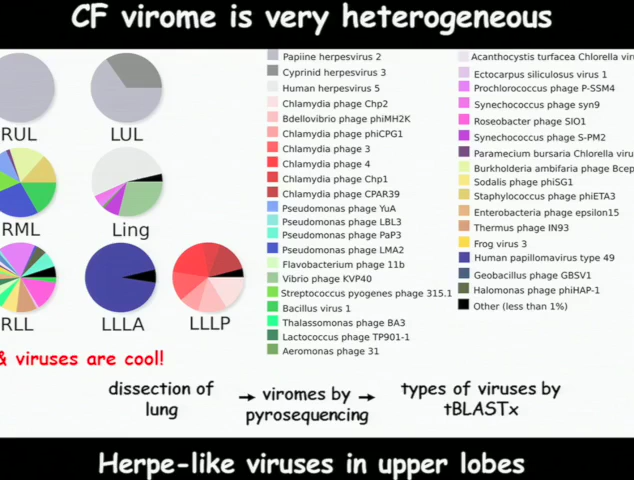 CF virome is very heterogeneous
RUL
LUL
RML
Ling
RLL
LLLA
LLLP
Papiine herpesvirus 2
Cyprinid herpesvirus 3
Human herpesvirus 5
Chlamydia phage Chp2
Bdellovibrio phage phiMH2K
Chlamydia phage phiCPG1
Chlamydia phage 3
Chlamydia phage 4
Chlamydia phage Chp1
Chlamydia phage CPAR39
Pseudomonas phage YuA
Pseudomonas phage LBL3
Pseudomonas phage PaP3
Pseudomonas phage LMA2
Flavobacterium phage 11b
Vibrio phage KVP40
Streptococcus pyogenes phage 315.1
Bacillus virus 1
Thalassomonas phage BA3
Lactococcus phage TP901-1
Aeromonas phage 31
Acanthocystis turfacea Chlorella vir
Ectocarpus siliculosus virus 1
Prochlorococcus phage P-SSM4
Synechococcus phage syn9
Roseobacter phage SIO1
Synechococcus phage S-PM2
Paramecium bursaria Chlorella viru
Burkholderia ambifaria phage Bcep
Sodalis phage phiSG1
Staphylococcus phage phiETA3
Enterobacteria phage epsilon15
Thermus phage IN93
Frog virus 3
Human papillomavirus type 49
Geobacillus phage GBSV1
Halomonas phage phiHAP-1
Other (less than 1%)
& viruses are cool!
dissection of
lung
viromes by
pyrosequencing
types of viruses by
tBLASTx
Herpe-like viruses in upper lobes